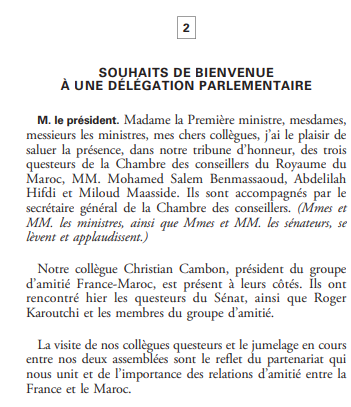 2
SOUHAITS DE BIENVENUE
À UNE DÉLÉGATION PARLEMENTAIRE
M. le président. Madame la Première ministre, mesdames,
messieurs les ministres, mes chers collègues, j’ai le plaisir de
saluer la présence, dans notre tribune d’honneur, des trois
questeurs de la Chambre des conseillers du Royaume du
Maroc, MM. Mohamed Salem Benmassaoud, Abdelilah
Hifdi et Miloud Maasside. Ils sont accompagnés par le
secrétaire général de la Chambre des conseillers. (Mmes et
MM. les ministres, ainsi que Mmes et MM. les sénateurs, se
lèvent et applaudissent.)
Notre collègue Christian Cambon, président du groupe
d’amitié France-Maroc, est présent à leurs côtés. Ils ont
rencontré hier les questeurs du Sénat, ainsi que Roger
Karoutchi et les membres du groupe d’amitié.
La visite de nos collègues questeurs et le jumelage en cours
entre nos deux assemblées sont le reflet du partenariat qui
nous unit et de l’importance des relations d’amitié entre la
France et le Maroc.